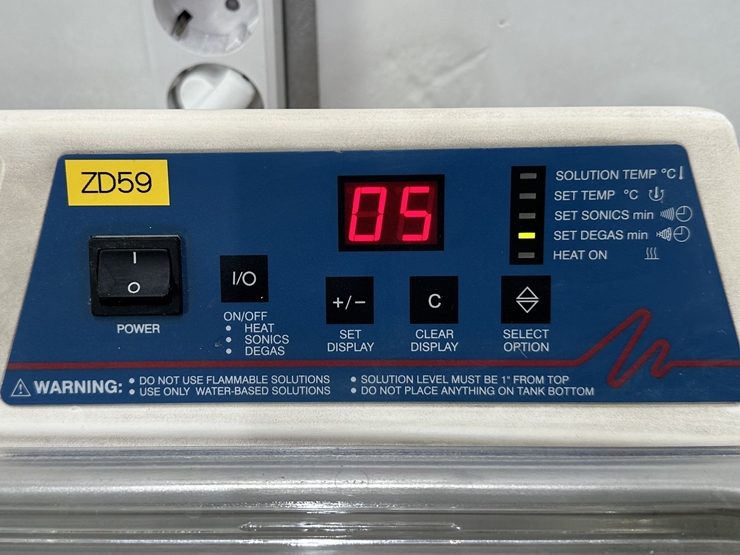 ZD59
05
SOLUTION TEMP °C
SET TEMP °C
SET SONICS min
SET DEGAS min
HEAT ON
I
O
POWER
I/O
ON/OFF
• HEAT
• SONICS
• DEGAS
+/−
SET
DISPLAY
C
CLEAR
DISPLAY
SELECT
OPTION
WARNING:
• DO NOT USE FLAMMABLE SOLUTIONS
• USE ONLY WATER-BASED SOLUTIONS
• SOLUTION LEVEL MUST BE 1" FROM TOP
• DO NOT PLACE ANYTHING ON TANK BOTTOM